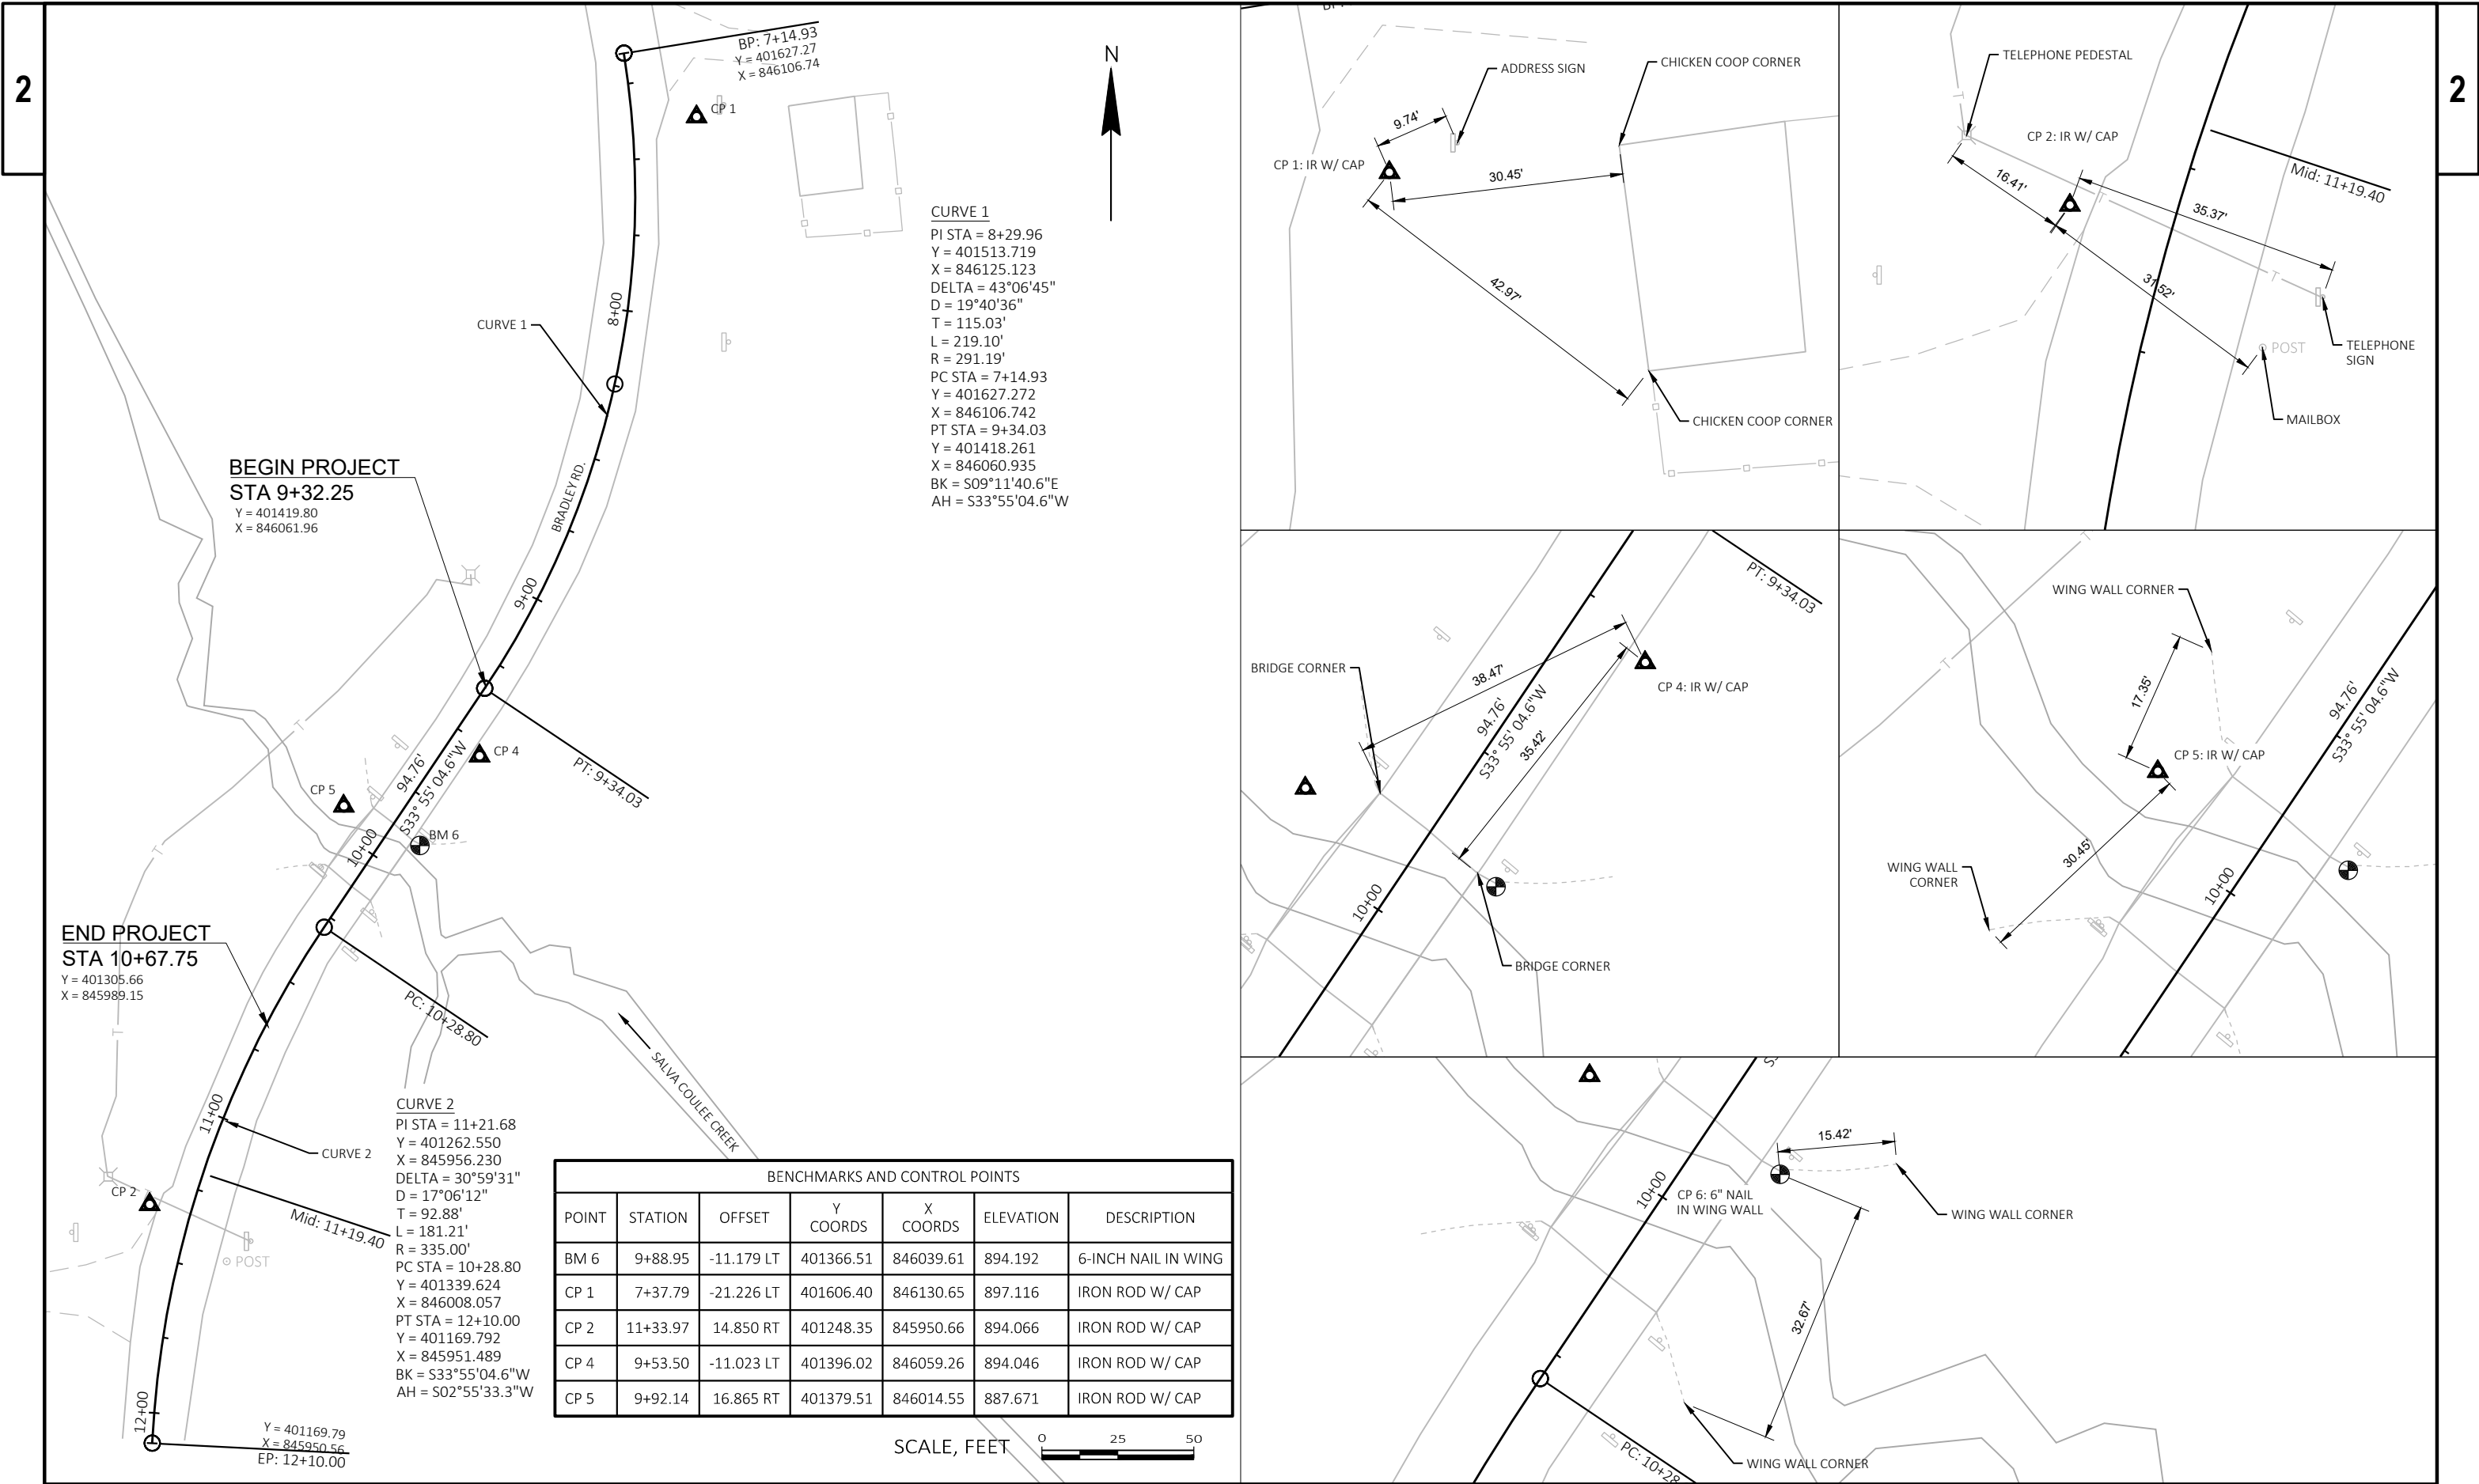 2
2
BP: 7+14.93
Y = 401627.27
X = 846106.74
CP 1
N
CURVE 1
PI STA = 8+29.96
Y = 401513.719
X = 846125.123
DELTA = 43°06'45"
D = 19°40'36"
T = 115.03'
L = 219.10'
R = 291.19'
PC STA = 7+14.93
Y = 401627.272
X = 846106.742
PT STA = 9+34.03
Y = 401418.261
X = 846060.935
BK = S09°11'40.6"E
AH = S33°55'04.6"W
8+00
CURVE 1
BRADLEY RD.
BEGIN PROJECT
STA 9+32.25
Y = 401419.80
X = 846061.96
9+00
T
CP 4
PT: 9+34.03
94.76'
S33° 55' 04.6"W
CP 5
BM 6
10+00
T
END PROJECT
STA 10+67.75
Y = 401305.66
X = 845989.15
PC: 10+28.80
T
SALVA COULEE CREEK
11+00
CURVE 2
CP 2
Mid: 11+19.40
POST
CURVE 2
PI STA = 11+21.68
Y = 401262.550
X = 845956.230
DELTA = 30°59'31"
D = 17°06'12"
T = 92.88'
L = 181.21'
R = 335.00'
PC STA = 10+28.80
Y = 401339.624
X = 846008.057
PT STA = 12+10.00
Y = 401169.792
X = 845951.489
BK = S33°55'04.6"W
AH = S02°55'33.3"W
12+00
Y = 401169.79
X = 845950.56
EP: 12+10.00
BENCHMARKS AND CONTROL POINTS
POINT STATION OFFSET Y COORDS X COORDS ELEVATION DESCRIPTION
BM 6 9+88.95 -11.179 LT 401366.51 846039.61 894.192 6-INCH NAIL IN WING
CP 1 7+37.79 -21.226 LT 401606.40 846130.65 897.116 IRON ROD W/ CAP
CP 2 11+33.97 14.850 RT 401248.35 845950.66 894.066 IRON ROD W/ CAP
CP 4 9+53.50 -11.023 LT 401396.02 846059.26 894.046 IRON ROD W/ CAP
CP 5 9+92.14 16.865 RT 401379.51 846014.55 887.671 IRON ROD W/ CAP
SCALE, FEET
0 25 50
ADDRESS SIGN
CHICKEN COOP CORNER
9.74'
CP 1: IR W/ CAP
30.45'
42.97'
CHICKEN COOP CORNER
TELEPHONE PEDESTAL
T
CP 2: IR W/ CAP
Mid: 11+19.40
16.41'
T
35.37'
31.52'
T
POST
TELEPHONE
SIGN
MAILBOX
PT: 9+34.03
BRIDGE CORNER
38.47'
CP 4: IR W/ CAP
94.76'
S33° 55' 04.6"W
35.42'
10+00
BRIDGE CORNER
T
WING WALL CORNER
T
17.35'
94.76'
S33° 55' 04.6"W
CP 5: IR W/ CAP
30.45'
WING WALL
CORNER
10+00
15.42'
10+00
CP 6: 6" NAIL
IN WING WALL
WING WALL CORNER
32.67'
PC: 10+28
WING WALL CORNER